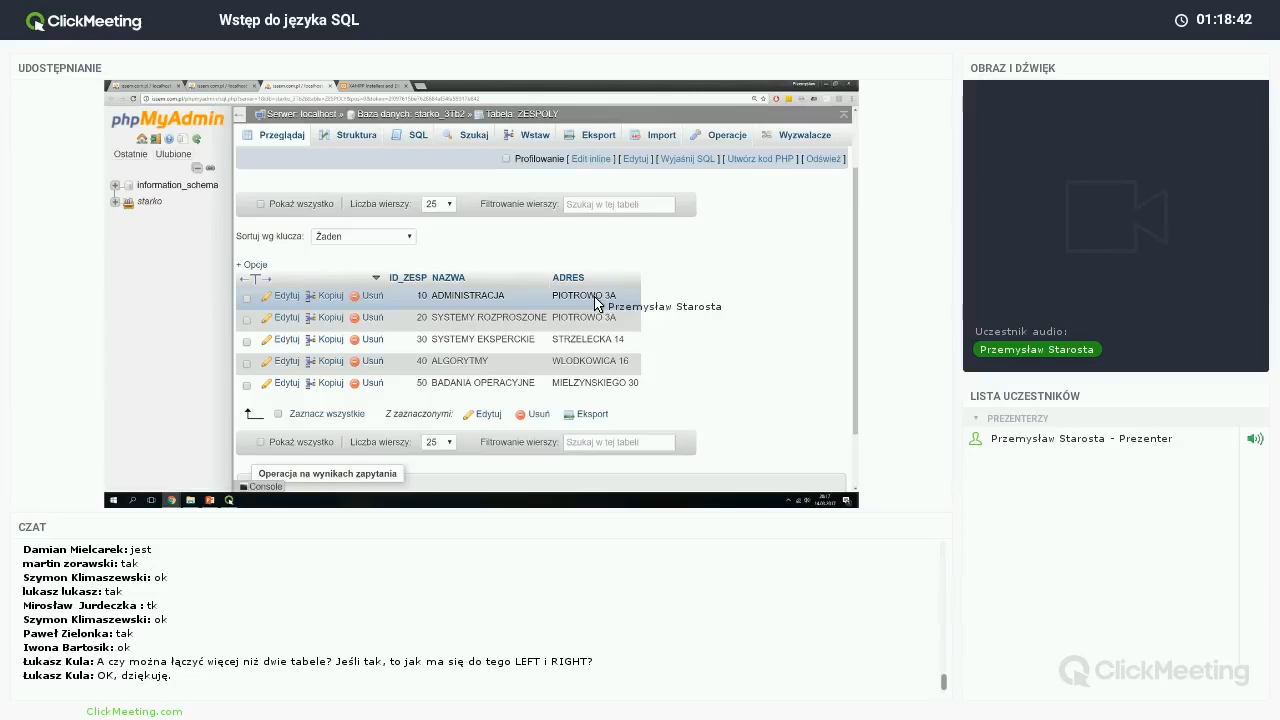 ClickMeeting
Wstęp do języka SQL
01:18:42
UDOSTĘPNIANIE
phpMyAdmin
Ostatnie Ulubione
information_schema
starko
Serwer: localhost » Baza danych: starko_3Tb2 » Tabela: ZESPOLY
Przeglądaj Struktura SQL Szukaj Wstaw Eksport Import Operacje Wyzwalacze
Profilowanie [ Edit inline ] [ Edytuj ] [ Wyjaśnij SQL ] [ Utwórz kod PHP ] [ Odśwież ]
Pokaż wszystko Liczba wierszy: 25 Filtrowanie wierszy: Szukaj w tej tabeli
Sortuj wg klucza: Żaden
+ Opcje
ID_ZESP NAZWA ADRES
Edytuj Kopiuj Usuń 10 ADMINISTRACJA PIOTROWO 3A
Przemysław Starosta
Edytuj Kopiuj Usuń 20 SYSTEMY ROZPROSZONE PIOTROWO 3A
Edytuj Kopiuj Usuń 30 SYSTEMY EKSPERCKIE STRZELECKA 14
Edytuj Kopiuj Usuń 40 ALGORYTMY WLODKOWICA 16
Edytuj Kopiuj Usuń 50 BADANIA OPERACYJNE MIELZYNSKIEGO 30
Zaznacz wszystkie Z zaznaczonymi: Edytuj Usuń Eksport
Pokaż wszystko Liczba wierszy: 25 Filtrowanie wierszy: Szukaj w tej tabeli
Operacja na wynikach zapytania
Console
20:17
14.03.2017
OBRAZ I DŹWIĘK
Uczestnik audio:
Przemysław Starosta
LISTA UCZESTNIKÓW
PREZENTERZY
Przemysław Starosta - Prezenter
CZAT
Damian Mielcarek: jest
martin zorawski: tak
Szymon Klimaszewski: ok
lukasz lukasz: tak
Mirosław Jurdeczka : tk
Szymon Klimaszewski: ok
Paweł Zielonka: tak
Iwona Bartosik: ok
Łukasz Kula: A czy można łączyć więcej niż dwie tabele? Jeśli tak, to jak ma się do tego LEFT i RIGHT?
Łukasz Kula: OK, dziękuję.
ClickMeeting
ClickMeeting.com